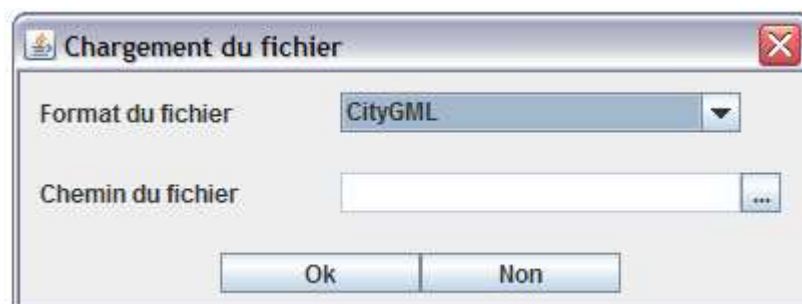 Chargement du fichier
Format du fichier CityGML
Chemin du fichier ...
Ok Non